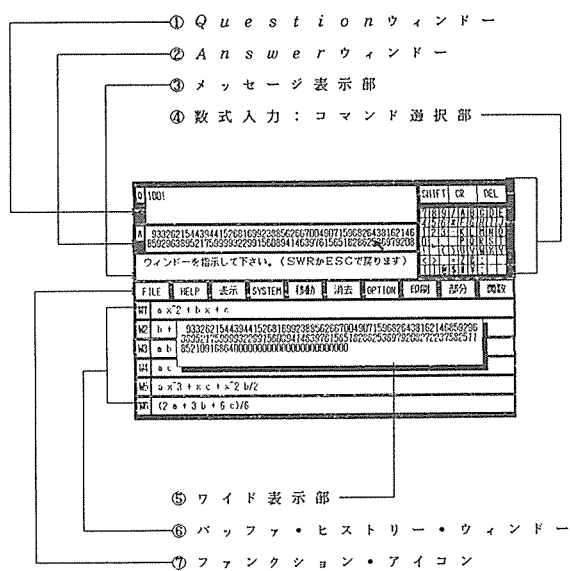 ① Questionウィンドー
② Answerウィンドー
③ メッセージ表示部
④ 数式入力：コマンド選択部
Q 100!
SHIFT CR DEL
A 933262154439441526816992388562667004907159682643816214685929638952175999932299156089414639761565182862536979208
ウィンドーを指示して下さい。(SWRかESCで戻ります)
FILE HELP 表示 SYSTEM 移動 消去 OPTION 印刷 部分 関数
W1 a x^2 + b x + c
W2 b +
9332621544394415268169923885626670049071596826438162146859296
W3 a b
W4 a c
W5 a x^3 + x c + x^2 b/2
W6 (2 a + 3 b + 6 c)/6
⑤ ワイド表示部
⑥ バッファ・ヒストリー・ウィンドー
⑦ ファンクション・アイコン